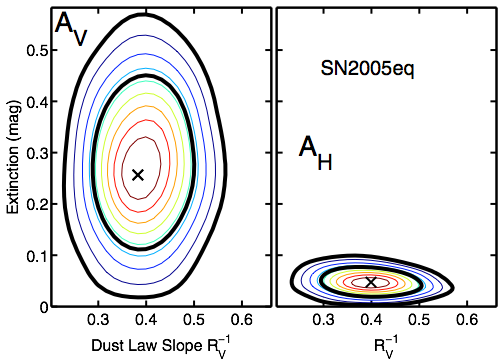 A_V
A_H
SN2005eq
Extinction (mag)
0.5
0.4
0.3
0.2
0.1
0
0.3 0.4 0.5 0.6
0.3 0.4 0.5 0.6
Dust Law Slope R_V^-1
R_V^-1